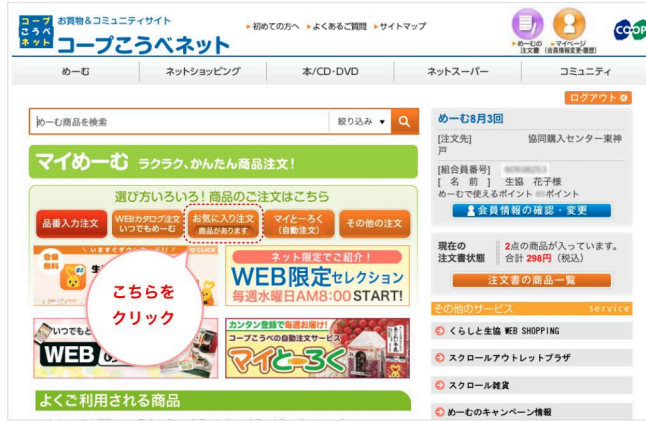 コープ
こうべ
ネット
お買物&コミュニティサイト
コープこうべネット
初めての方へ よくあるご質問 サイトマップ
めーむの
注文書
マイページ
(会員情報変更・履歴)
めーむ ネットショッピング 本/CD・DVD ネットスーパー コミュニティ
ログアウト
めーむ商品を検索 絞り込み
マイめーむ ラクラク、かんたん商品注文!
選び方いろいろ!商品のご注文はこちら
品番入力注文
WEBカタログ注文
いつでもめーむ
お気に入り注文
商品があります
マイとーろく
(自動注文)
その他の注文
登録
無料
ネット限定でご紹介!
WEB限定セレクション
毎週水曜日AM8:00 START!
こちらを
クリック
いつでもと
WEB
カンタン登録で毎週お届け!
コープこうべの自動注文サービス
マイとーろく
よくご利用される商品
めーむ8月3回
[注文先] 協同購入センター東神
戸
[組合員番号]
[ 名 前 ] 生協 花子様
めーむで使えるポイント ポイント
会員情報の確認・変更
現在の
注文書状態
2点の商品が入っています。
合計 298円 (税込)
注文書の商品一覧
その他のサービス service
くらしと生協 WEB SHOPPING
スクロールアウトレットプラザ
スクロール雑貨
めーむのキャンペーン情報